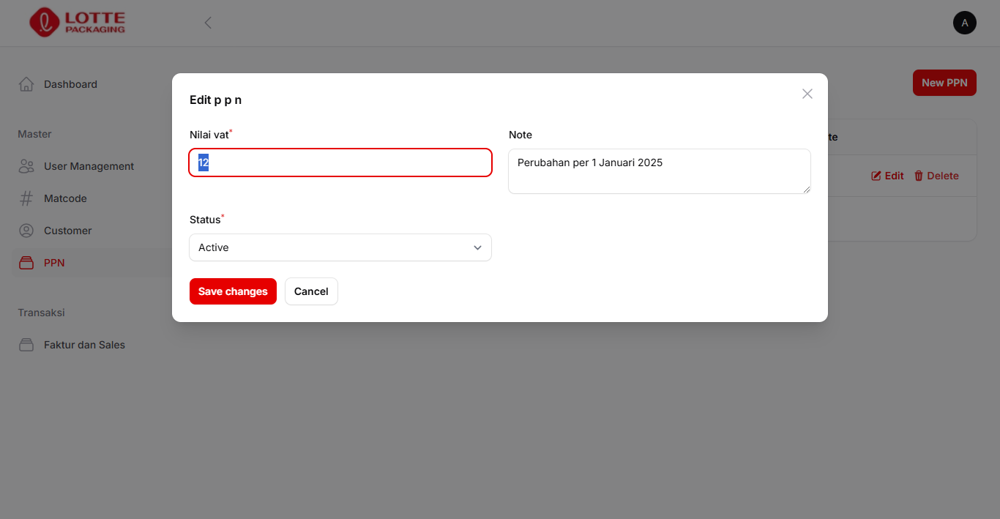 LOTTE
PACKAGING
A
Dashboard
New PPN
Edit p p n
Master
Nilai vat*
Note
te
12
Perubahan per 1 Januari 2025
User Management
Edit
Delete
Matcode
Status*
Customer
Active
PPN
Save changes
Cancel
Transaksi
Faktur dan Sales